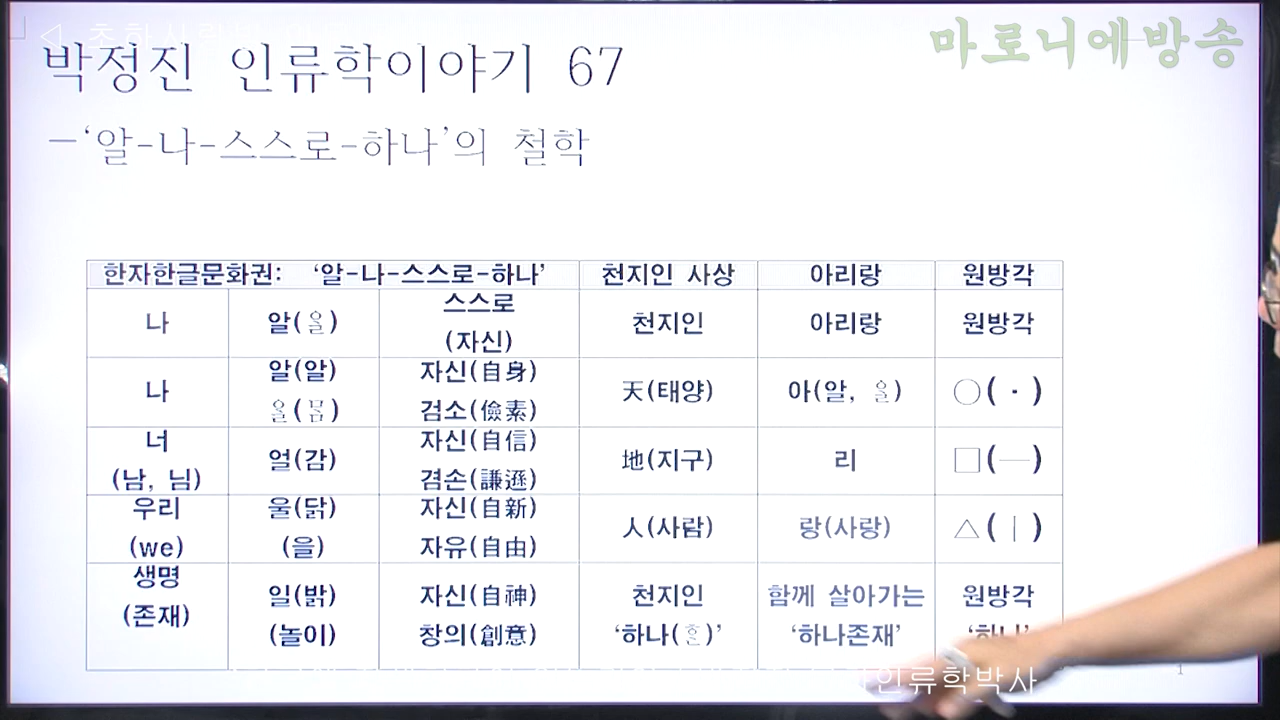 마로니에방송
박정진 인류학이야기 67
-‘알-나-스스로-하나’의 철학
한자한글문화권: ‘알-나-스스로-하나’ 천지인 사상 아리랑 원방각
나 알(ᄋᆞᆯ) 스스로 (자신) 천지인 아리랑 원방각
나 알(알) ᄋᆞᆯ(ᄆᆞᆷ) 자신(自身) 검소(儉素) 天(태양) 아(알, ᄋᆞᆯ) ○(·)
너 (남, 님) 얼(감) 자신(自信) 겸손(謙遜) 地(지구) 리 □(―)
우리 (we) 울(닭) (을) 자신(自新) 자유(自由) 人(사람) 랑(사랑) △(│)
생명 (존재) 일(밝) (놀이) 자신(自神) 창의(創意) 천지인 ‘하나(ᄒᆞᆫ)’ 함께 살아가는 ‘하나존재’ 원방각 ‘하나’
인류학박사
1